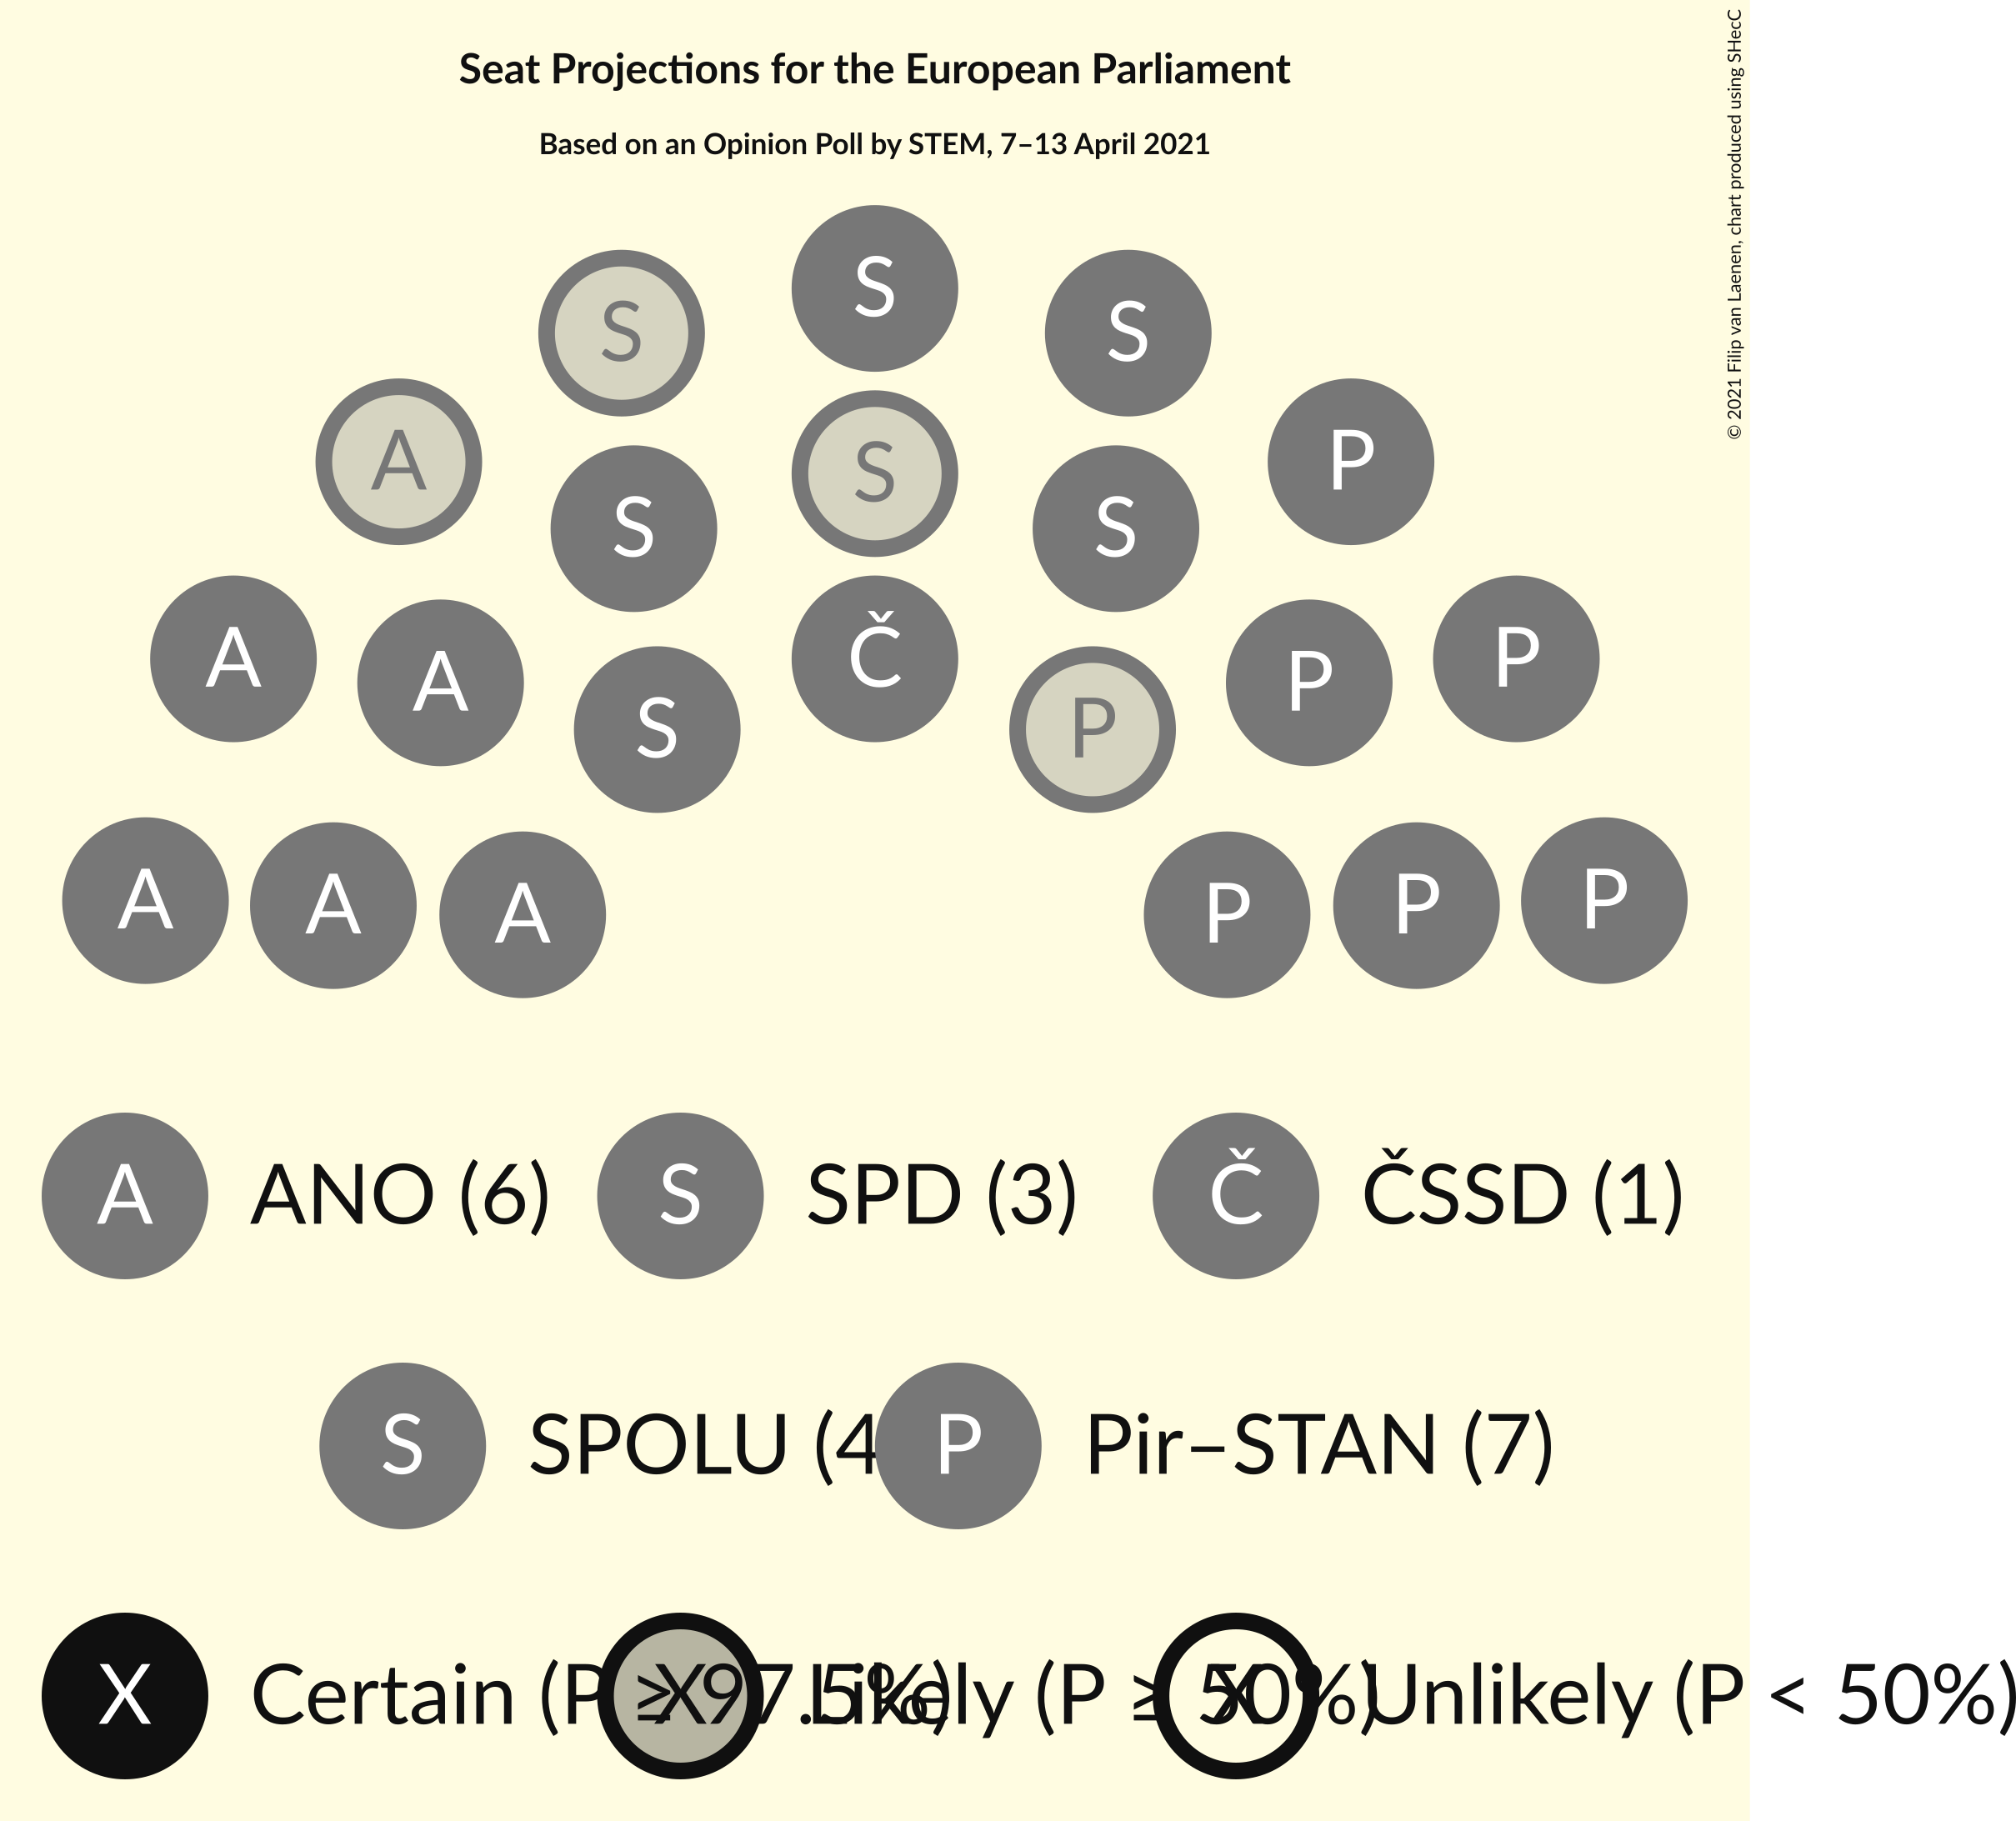 Seat Projections for the European Parliament
Based on an Opinion Poll by STEM, 7–13 April 2021
© 2021 Filip van Laenen, chart produced using SHecC
S
S
S
A
S
P
S
S
A
Č
P
A
A
P
S
P
A
A
A
P
P
P
A ANO (6) S SPD (3) Č ČSSD (1)
S SPOLU (4 P Pir–STAN (7)
X Certain (P ≥ 97.5%) X Likely (P ≥ 50%) X Unlikely (P < 50%)